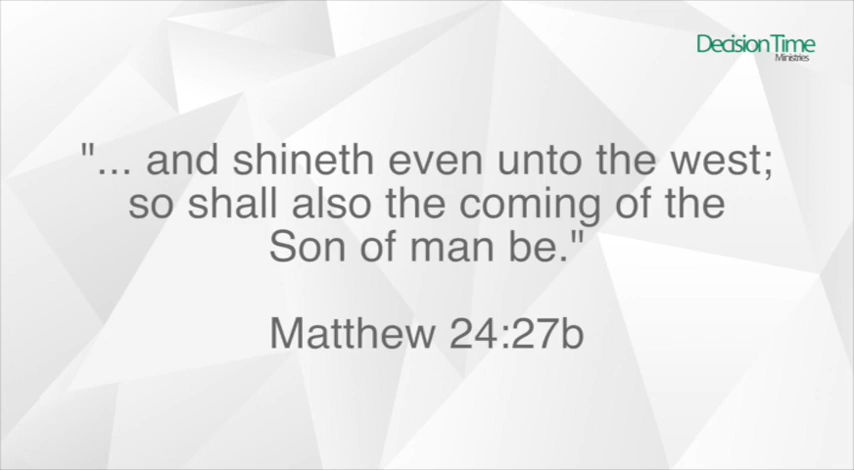 DecisionTime
Ministries
"... and shineth even unto the west;
so shall also the coming of the
Son of man be."
Matthew 24:27b